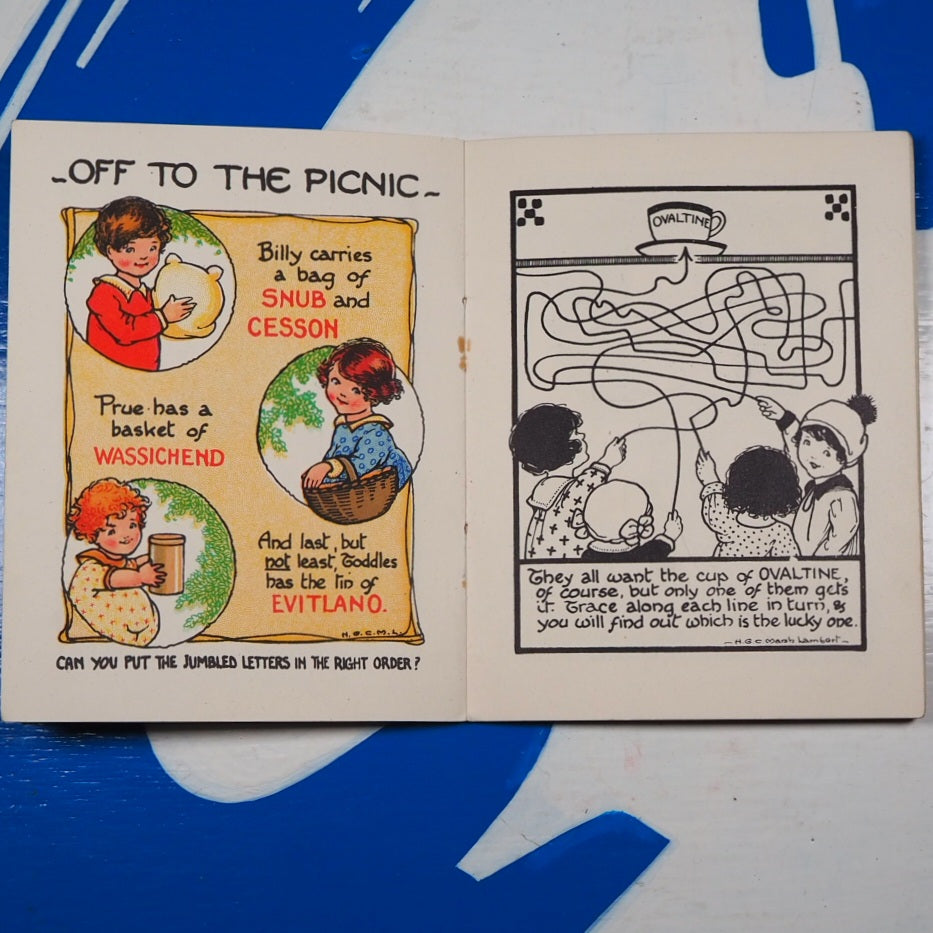 ~OFF TO THE PICNIC~
Billy carries
a bag of
SNUB and
CESSON
Prue has a
basket of
WASSICHEND
And last, but
not least, Toddles
has the tin of
EVITLANO.
H.G.C.M.L.
CAN YOU PUT THE JUMBLED LETTERS IN THE RIGHT ORDER?
OVALTINE
They all want the cup of OVALTINE,
of course, but only one of them gets
it. Trace along each line in turn, &
you will find out which is the lucky one.
—H.G.C Marsh Lambert—